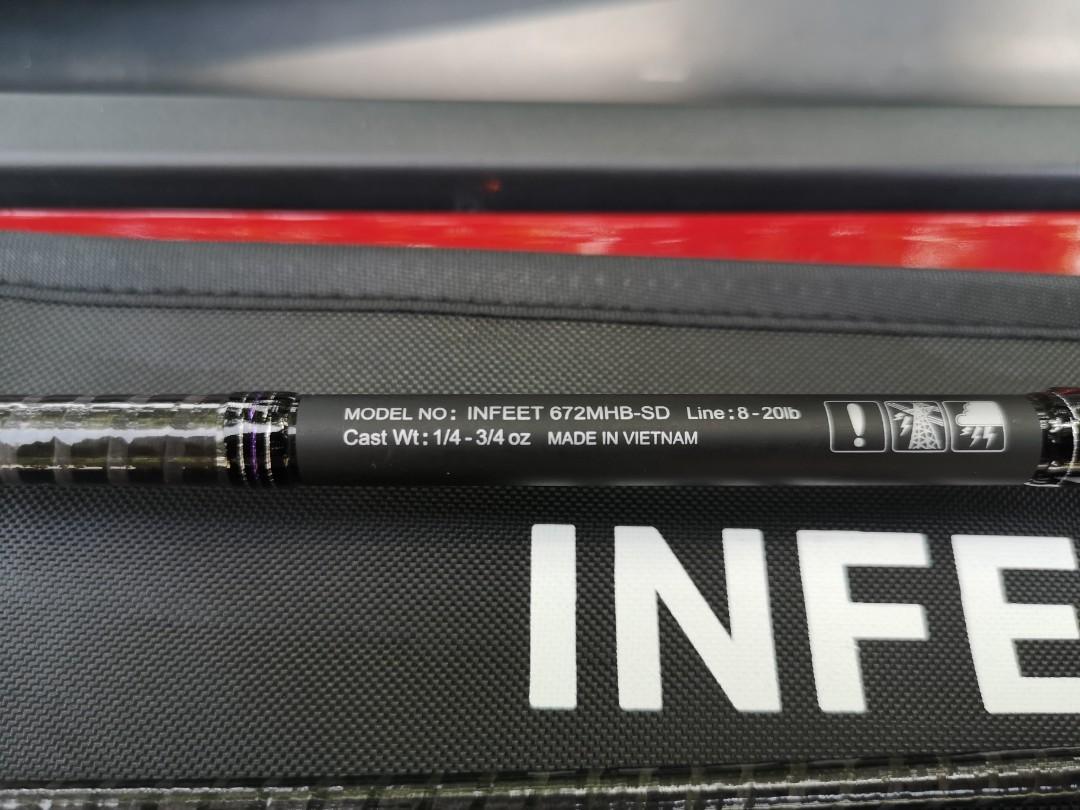 MODEL NO: INFEET 672MHB-SD Line: 8-20lb
Cast Wt: 1/4-3/4 oz MADE IN VIETNAM
INFE